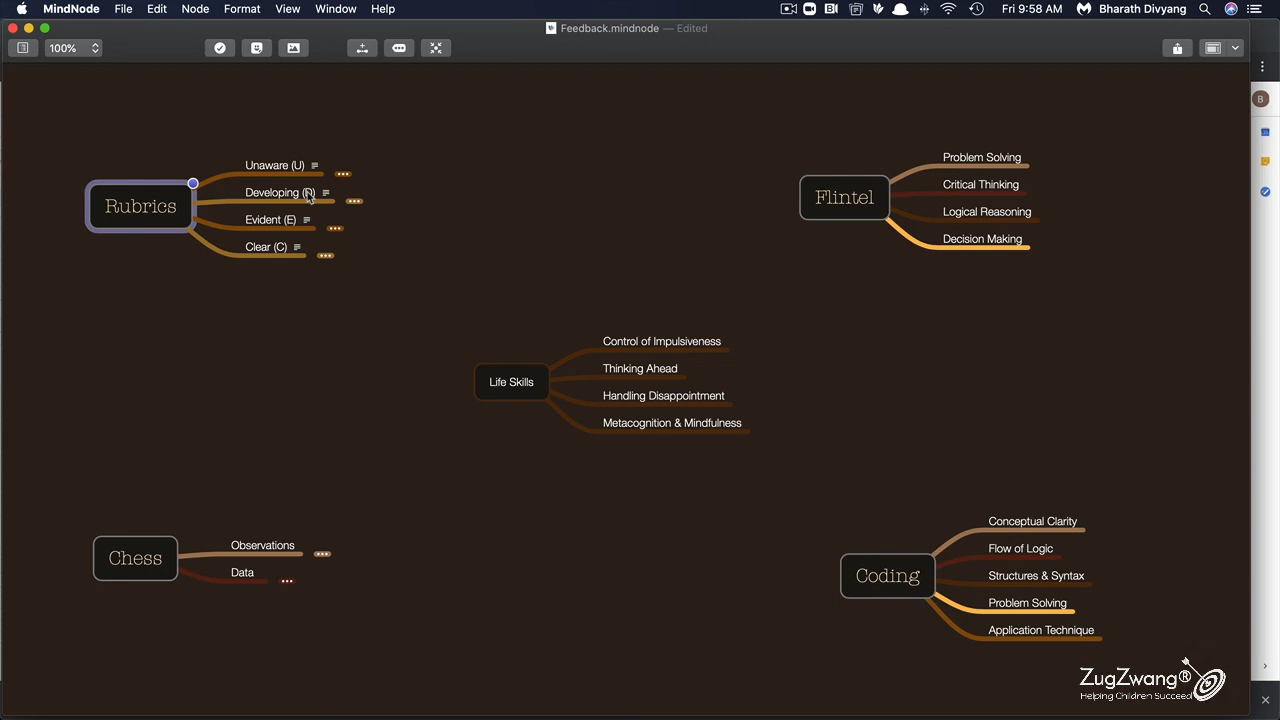 MindNode File Edit Node Format View Window Help
Fri 9:58 AM Bharath Divyang
Feedback.mindnode — Edited
100%
B
Rubrics
Unaware (U)
Developing (D)
Evident (E)
Clear (C)
Flintel
Problem Solving
Critical Thinking
Logical Reasoning
Decision Making
Life Skills
Control of Impulsiveness
Thinking Ahead
Handling Disappointment
Metacognition & Mindfulness
Chess
Observations
Data
Coding
Conceptual Clarity
Flow of Logic
Structures & Syntax
Problem Solving
Application Technique
ZugZwang®
Helping Children Succeed